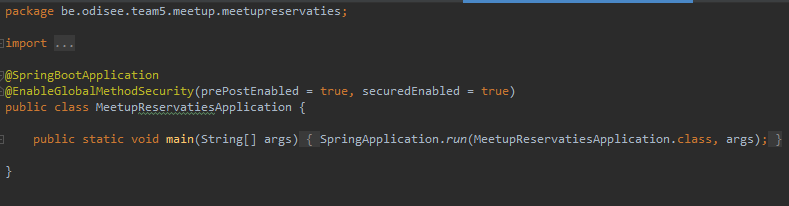 package be.odisee.team5.meetup.meetupreservaties;
import ...
@SpringBootApplication
@EnableGlobalMethodSecurity(prePostEnabled = true, securedEnabled = true)
public class MeetupReservatiesApplication {
public static void main(String[] args) { SpringApplication.run(MeetupReservatiesApplication.class, args); }
}